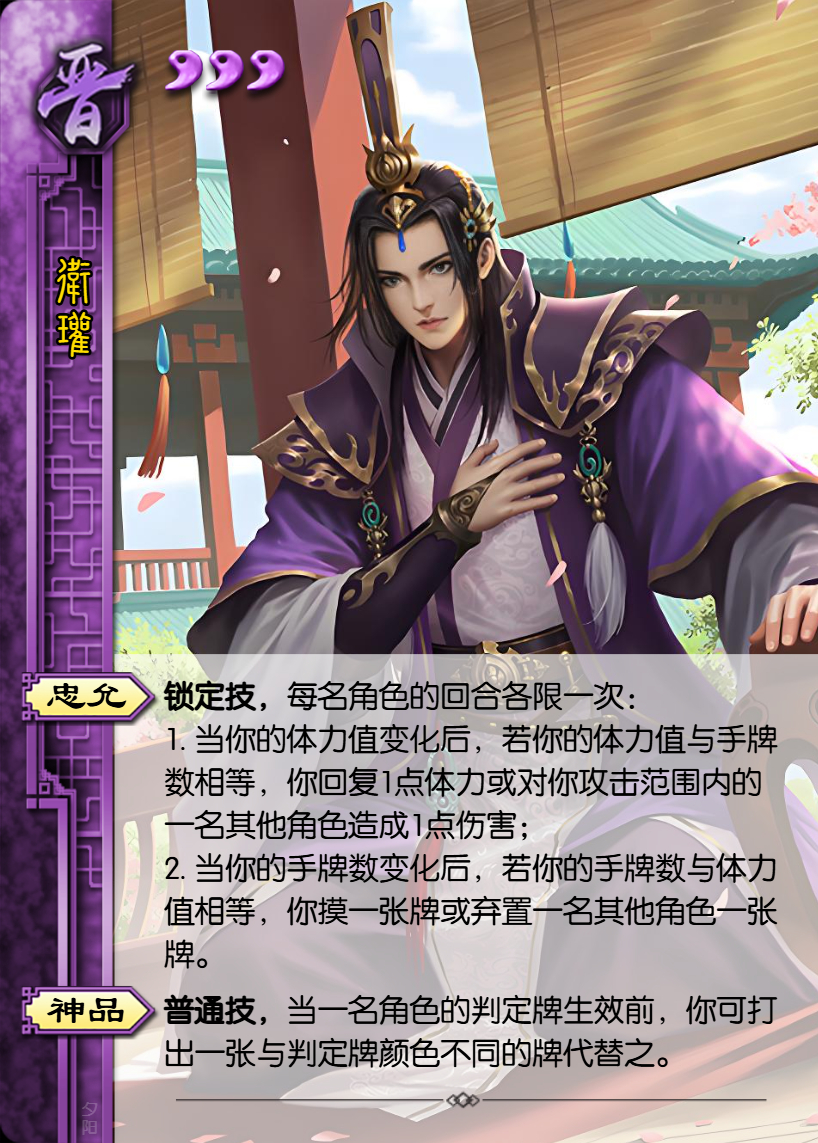 晋
衛瓘
忠允
锁定技，每名角色的回合各限一次：
1. 当你的体力值变化后，若你的体力值与手牌
数相等，你回复1点体力或对你攻击范围内的
一名其他角色造成1点伤害；
2. 当你的手牌数变化后，若你的手牌数与体力
值相等，你摸一张牌或弃置一名其他角色一张
牌。
神品
普通技，当一名角色的判定牌生效前，你可打
出一张与判定牌颜色不同的牌代替之。
夕阳